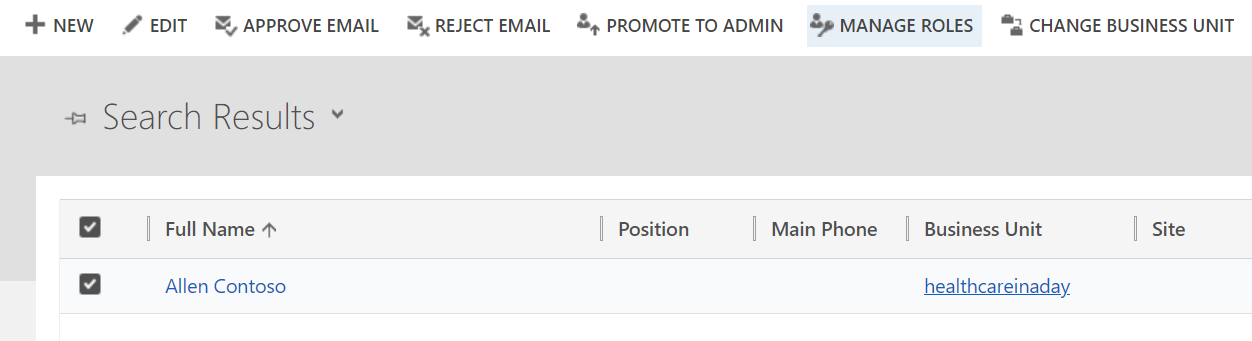 NEW EDIT APPROVE EMAIL REJECT EMAIL PROMOTE TO ADMIN MANAGE ROLES CHANGE BUSINESS UNIT
Search Results
Full Name Position Main Phone Business Unit Site
Allen Contoso healthcareinaday